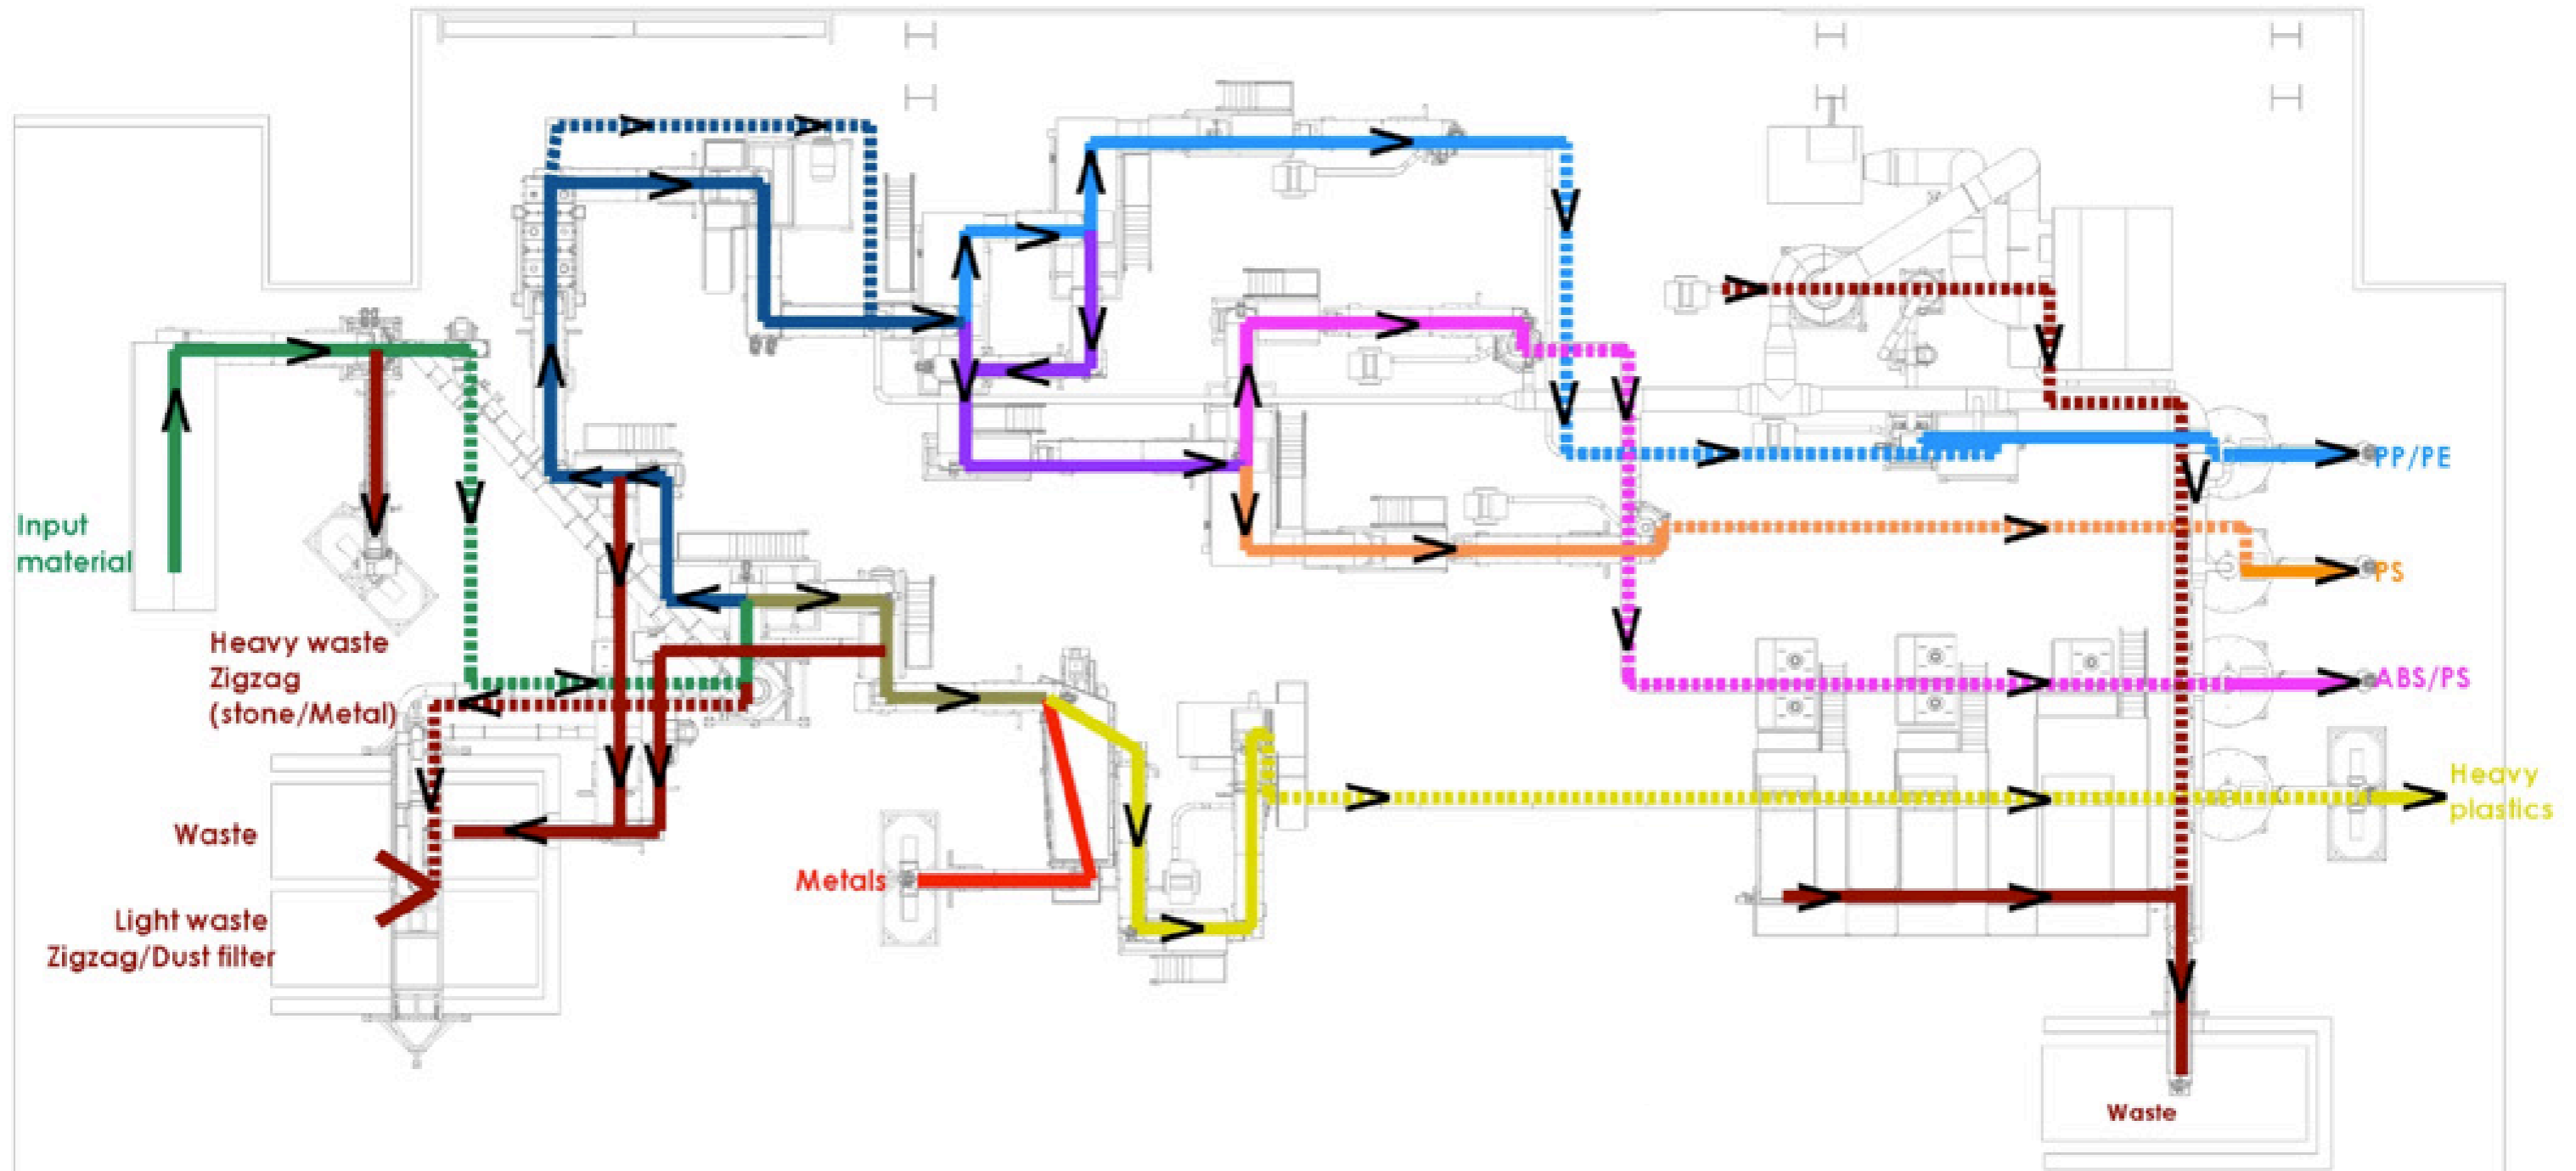 Input
material
Heavy waste
Zigzag
(stone/Metal)
Waste
Light waste
Zigzag/Dust filter
Metals
PP/PE
PS
ABS/PS
Heavy
plastics
Waste